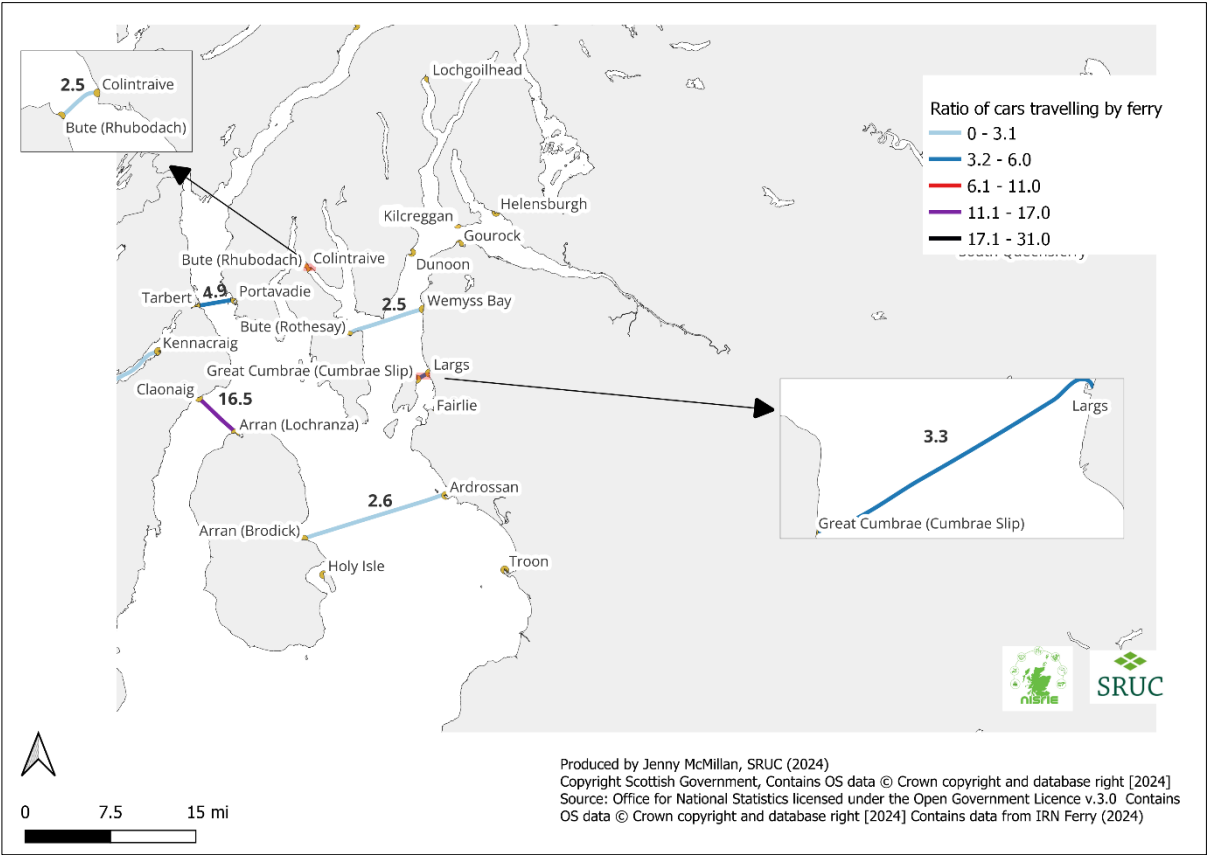 Lochgoilhead
2.5
Colintraive
Bute (Rhubodach)
Ratio of cars travelling by ferry
0 - 3.1
3.2 - 6.0
6.1 - 11.0
11.1 - 17.0
17.1 - 31.0
Helensburgh
Kilcreggan
Gourock
Dunoon
Bute (Rhubodach)
Colintraive
4.9
Portavadie
Tarbert
2.5
Wemyss Bay
Bute (Rothesay)
Kennacraig
Great Cumbrae (Cumbrae Slip)
Largs
Claonaig
16.5
Fairlie
Arran (Lochranza)
Largs
3.3
Great Cumbrae (Cumbrae Slip)
Ardrossan
2.6
Arran (Brodick)
Holy Isle
Troon
nisrie
SRUC
Produced by Jenny McMillan, SRUC (2024)
Copyright Scottish Government, Contains OS data © Crown copyright and database right [2024]
Source: Office for National Statistics licensed under the Open Government Licence v.3.0 Contains
OS data © Crown copyright and database right [2024] Contains data from IRN Ferry (2024)
0 7.5 15 mi